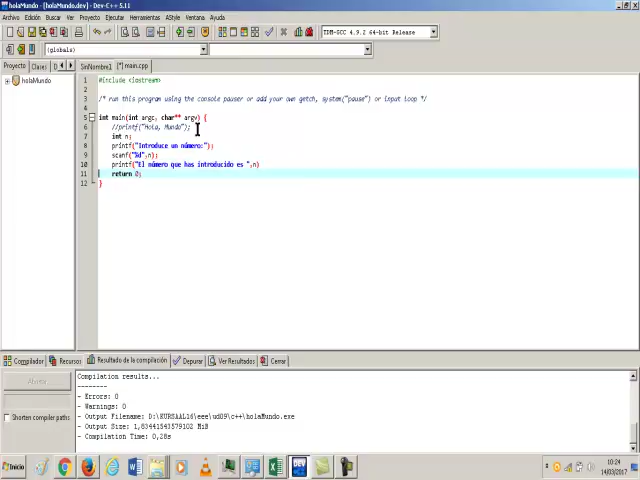 holaMundo - [holaMundo.dev] - Dev-C++ 5.11
Archivo Edición Buscar Ver Proyecto Ejecutar Herramientas AStyle Ventana Ayuda
TDM-GCC 4.9.2 64-bit Release
(globals)
Proyecto Clases D SinNombre1 [*] main.cpp
holaMundo
1 #include <iostream>
2
3 /* run this program using the console pauser or add your own getch, system("pause") or input loop */
4
5 int main(int argc, char** argv) {
6 //printf("Hola, Mundo");
7 int n;
8 printf("Introduce un número:");
9 scanf("%d",n);
10 printf("El número que has introducido es ",n)
11 return 0;
12 }
Compilador Recursos Resultado de la compilación Depurar Ver Resultados Cerrar
Abortar
Shorten compiler paths
Compilation results...
--------
- Errors: 0
- Warnings: 0
- Output Filename: D:\KURSAAL16\eee\ud09\c++\holaMundo.exe
- Output Size: 1,83441541579102 MiB
- Compilation Time: 0,28s
Inicio
DEV
10:24
14/03/2017